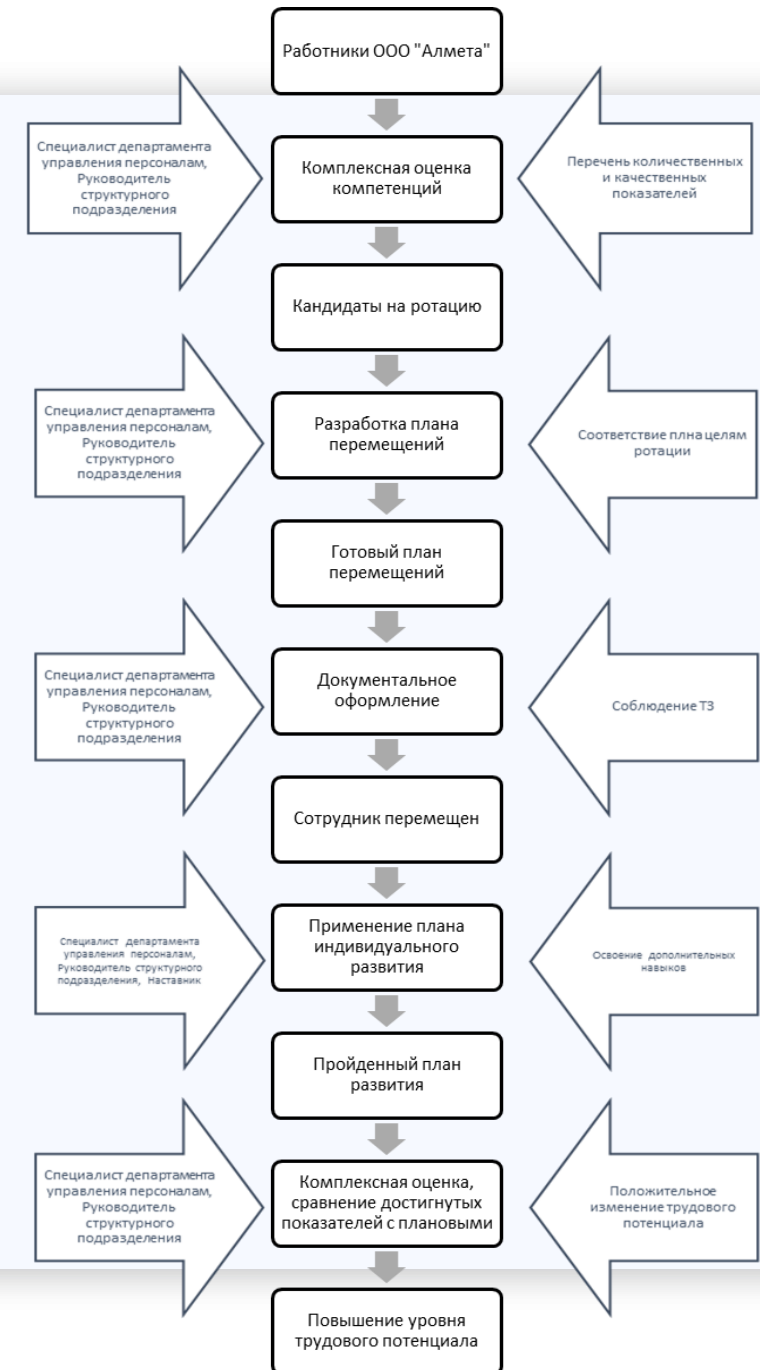 Работники ООО "Алмета"
Специалист департамента
управления персоналам,
Руководитель
структурного
подразделения
Комплексная оценка
компетенций
Перечень количественных
и качественных
показателей
Кандидаты на ротацию
Специалист департамента
управления персоналам,
Руководитель
структурного
подразделения
Разработка плана
перемещений
Соответствие плна целям
ротации
Готовый план
перемещений
Специалист департамента
управления персоналам,
Руководитель
структурного
подразделения
Документальное
оформление
Соблюдение ТЗ
Сотрудник перемещен
Специалист департамента
управления персоналам,
Руководитель структурного
подразделения, Наставник
Применение плана
индивидуального
развития
Освоение дополнительных
навыков
Пройденный план
развития
Специалист департамента
управления персоналам,
Руководитель
структурного
подразделения
Комплексная оценка,
сравнение достигнутых
показателей с плановыми
Положительное
изменение трудового
потенциала
Повышение уровня
трудового потенциала